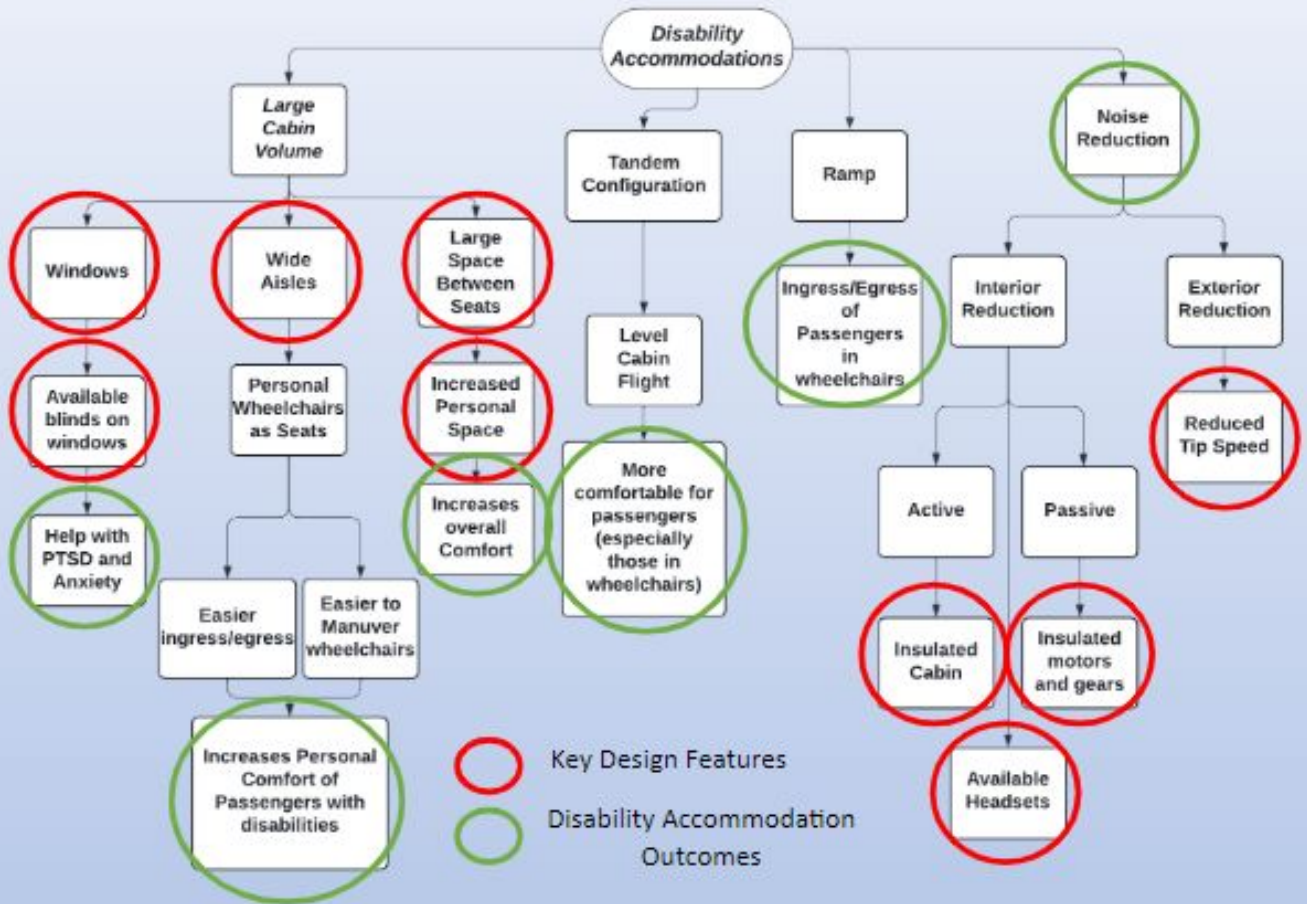 Disability
Accommodations
Large
Cabin
Volume
Tandem
Configuration
Ramp
Noise
Reduction
Windows
Wide
Aisles
Large
Space
Between
Seats
Ingress/Egress
of
Passengers
in
wheelchairs
Interior
Reduction
Exterior
Reduction
Available
blinds on
windows
Personal
Wheelchairs
as Seats
Increased
Personal
Space
Level
Cabin
Flight
Reduced
Tip Speed
Help with
PTSD and
Anxiety
Increases
overall
Comfort
More
comfortable for
passengers
(especially
those in
wheelchairs)
Active
Passive
Easier
ingress/egress
Easier to
Manuver
wheelchairs
Insulated
Cabin
Insulated
motors
and gears
Increases Personal
Comfort of
Passengers with
disabilities
Available
Headsets
Key Design Features
Disability Accommodation
Outcomes